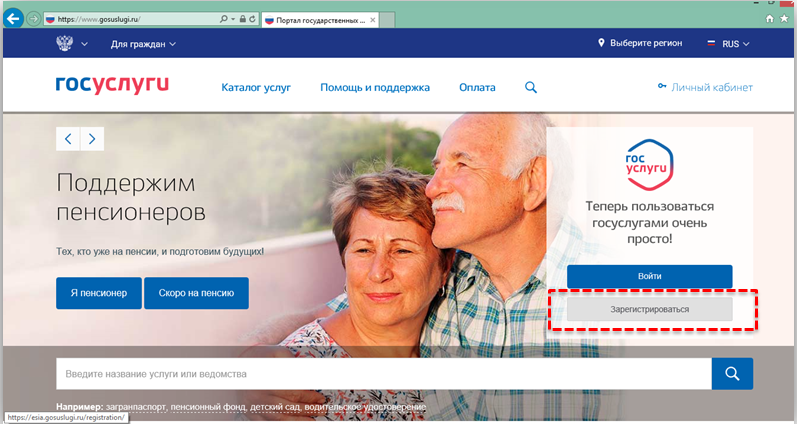 https://www.gosuslugi.ru/
Портал государственных ...
Для граждан
Выберите регион
RUS
госуслуги
Каталог услуг
Помощь и поддержка
Оплата
Личный кабинет
Поддержим
пенсионеров
Тех, кто уже на пенсии, и подготовим будущих!
Я пенсионер
Скоро на пенсию
гос
услуги
Теперь пользоваться
госуслугами очень
просто!
Войти
Зарегистрироваться
Введите название услуги или ведомства
Например: загранпаспорт, пенсионный фонд, детский сад, водительское удостоверение
https://esia.gosuslugi.ru/registration/